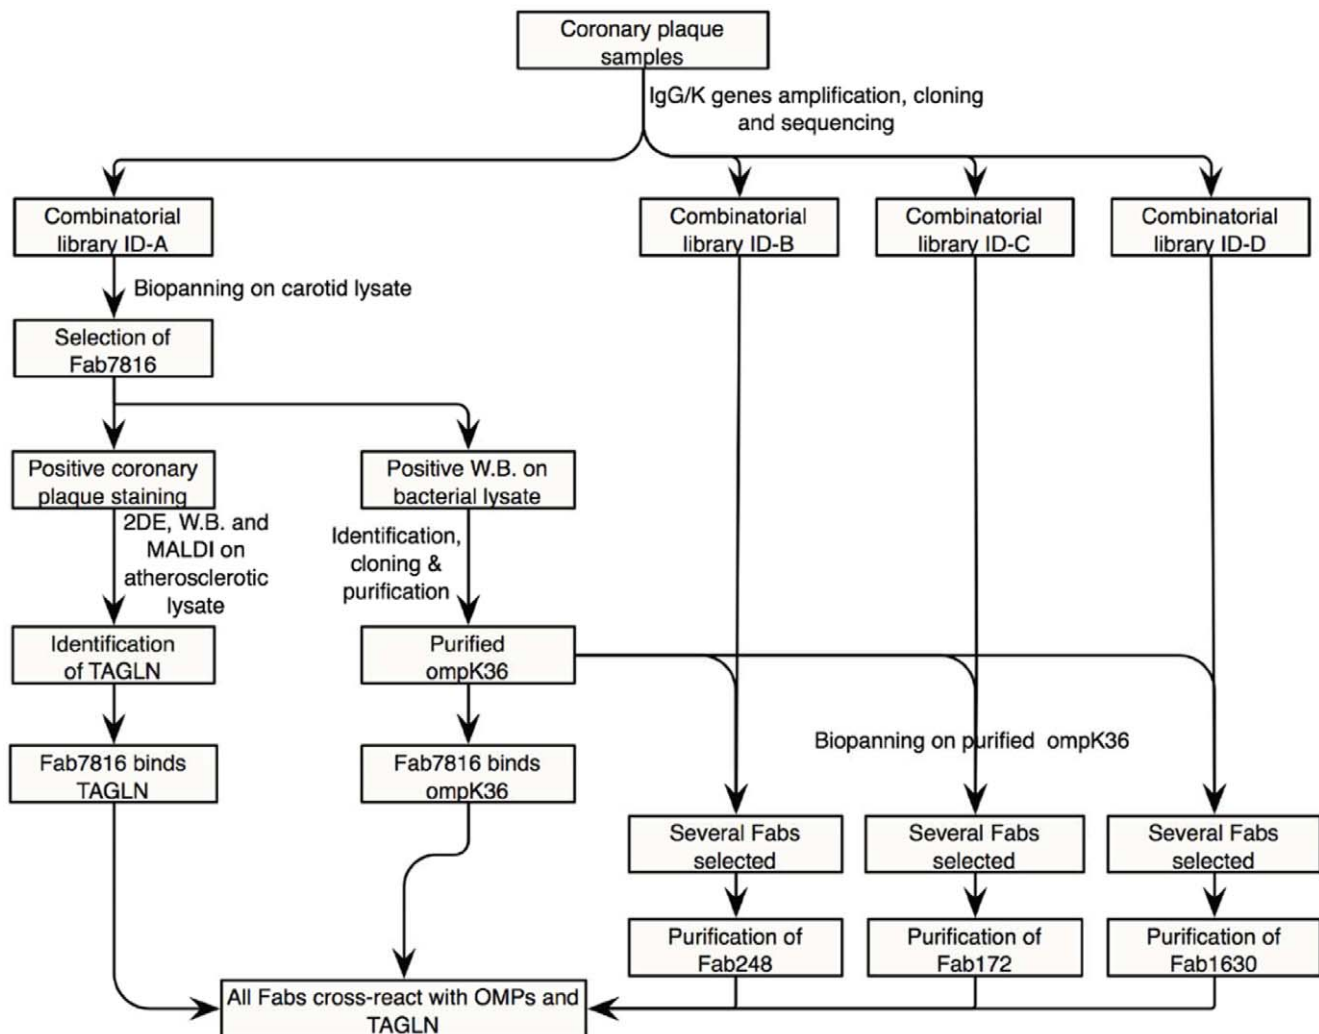 Coronary plaque
samples
IgG/K genes amplification, cloning
and sequencing
Combinatorial
library ID-A
Combinatorial
library ID-B
Combinatorial
library ID-C
Combinatorial
library ID-D
Biopanning on carotid lysate
Selection of
Fab7816
Positive coronary
plaque staining
Positive W.B. on
bacterial lysate
2DE, W.B. and
MALDI on
atherosclerotic
lysate
Identification,
cloning &
purification
Identification
of TAGLN
Purified
ompK36
Biopanning on purified ompK36
Fab7816 binds
TAGLN
Fab7816 binds
ompK36
Several Fabs
selected
Several Fabs
selected
Several Fabs
selected
Purification of
Fab248
Purification of
Fab172
Purification of
Fab1630
All Fabs cross-react with OMPs and
TAGLN